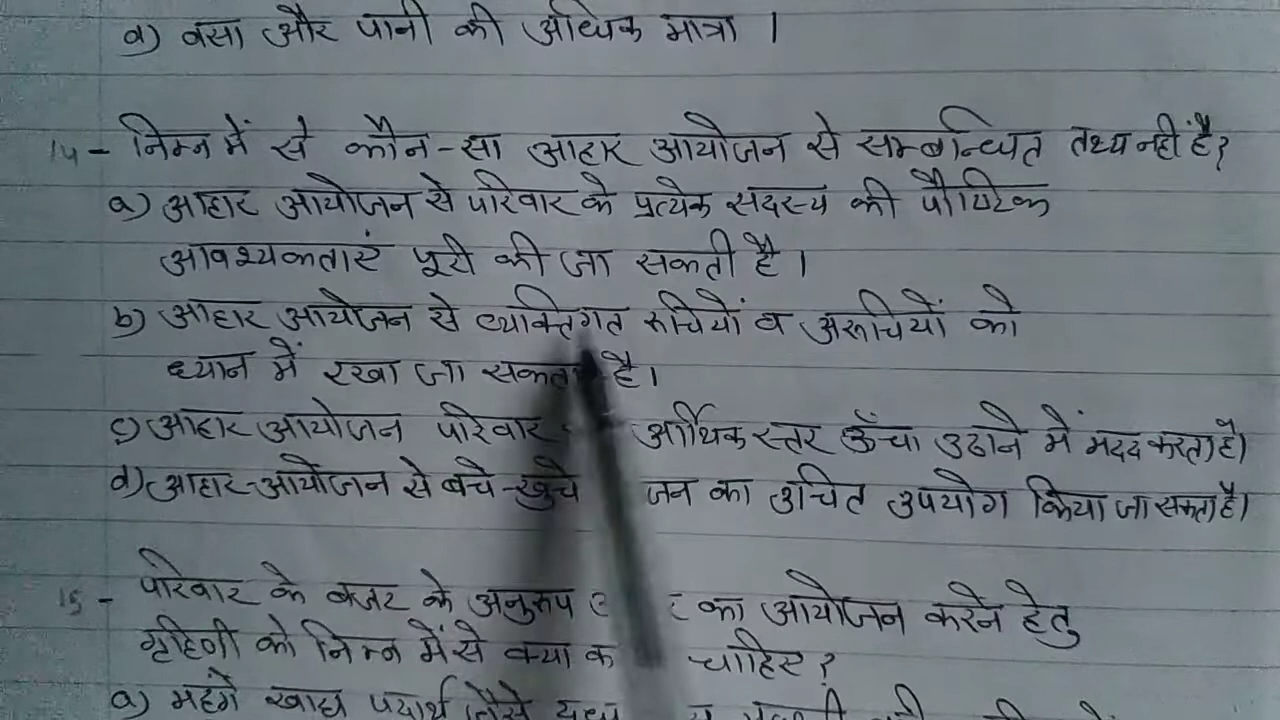 d) वसा और पानी की अधिक मात्रा ।
14 - निम्न में से कौन-सा आहार आयोजन से सम्बन्धित तथ्य नहीं है?
a) आहार आयोजन से परिवार के प्रत्येक सदस्य की पौष्टिक
आवश्यकताएं पूरी की जा सकती है ।
b) आहार आयोजन से व्यक्तिगत रुचियों व अरूचियों को
ध्यान में रखा जा सकता है ।
c) आहार आयोजन परिवार आर्थिक स्तर ऊँचा उठाने में मदद करता है।
d) आहार-आयोजन से बचे-खुचे जन का उचित उपयोग किया जा सकता है।
15 - परिवार के बजट के अनुरूप का आयोजन करने हेतु
गृहिणी को निम्न में से क्या चाहिए ?
a) महंगे खाद्य पदार्थ जैसे